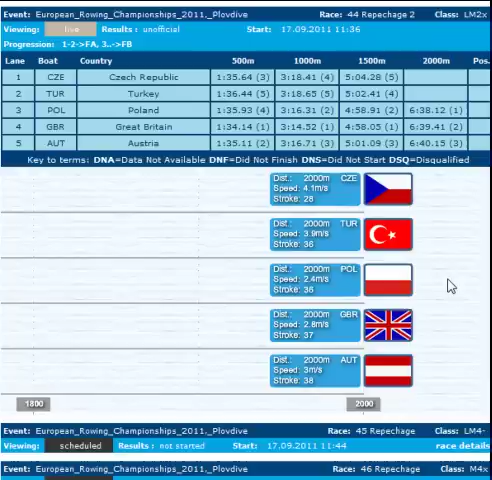 Event: European_Rowing_Championships_2011._Plovdive Race: 44 Repechage 2 Class: LM2x
Viewing: live Results : unofficial Start: 17.09.2011 11:36
Progression: 1-2->FA, 3..->FB
Lane Boat Country 500m 1000m 1500m 2000m Pos.
1 CZE Czech Republic 1:35.64 (3) 3:18.41 (4) 5:04.28 (5)
2 TUR Turkey 1:36.44 (5) 3:18.65 (5) 5:02.41 (4)
3 POL Poland 1:35.93 (4) 3:16.31 (2) 4:58.91 (2) 6:38.12 (1)
4 GBR Great Britain 1:34.14 (1) 3:14.52 (1) 4:58.05 (1) 6:39.41 (2)
5 AUT Austria 1:35.11 (2) 3:16.71 (3) 5:01.09 (3) 6:40.15 (3)
Key to terms: DNA=Data Not Available DNF=Did Not Finish DNS=Did Not Start DSQ=Disqualified
Dist.: 2000m CZE
Speed: 4.1m/s
Stroke: 28
Dist.: 2000m TUR
Speed: 3.9m/s
Stroke: 36
Dist.: 2000m POL
Speed: 2.4m/s
Stroke: 36
Dist.: 2000m GBR
Speed: 2.8m/s
Stroke: 37
Dist.: 2000m AUT
Speed: 3m/s
Stroke: 38
1800 2000
Event: European_Rowing_Championships_2011._Plovdive Race: 45 Repechage Class: LM4-
Viewing: scheduled Results : not started Start: 17.09.2011 11:44 race details
Event: European_Rowing_Championships_2011._Plovdive Race: 46 Repechage Class: M4x